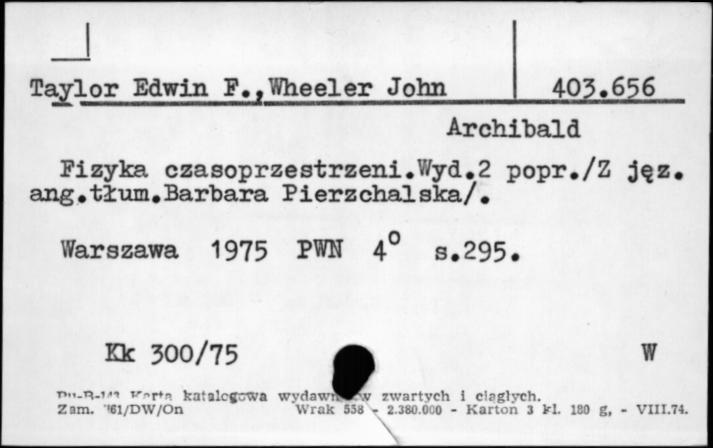 Taylor Edwin F., Wheeler John 403.656
Archibald
Fizyka czasoprzestrzeni.Wyd.2 popr./Z jęz.
ang.tłum.Barbara Pierzchalska/.
Warszawa 1975 PWN 4° s.295.
Kk 300/75 W
Karta katalogowa zwartych i ciągłych.
Zam. 61/DW/On Wrak 558 - 2.380.000 - Karton 3 kl. 180 g, - VIII.74.